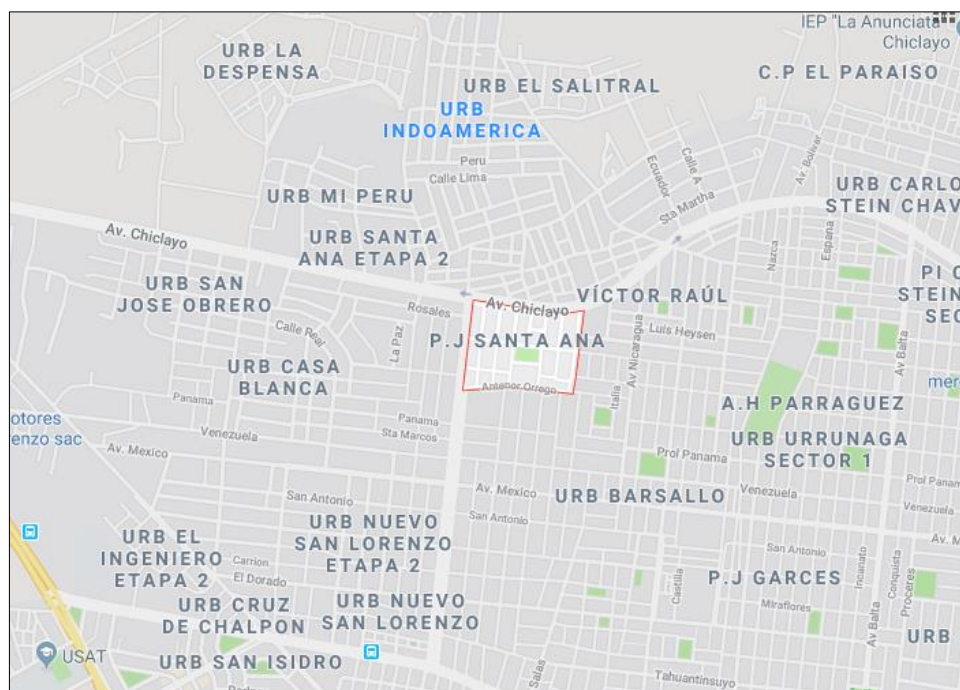 IEP "La Anunciata
Chiclayo
URB LA
DESPENSA
URB EL SALITRAL
C.P EL PARAISO
URB
INDOAMERICA
Peru
Calle Lima
Ecuador
Calle A
Av. Bolivar
URB MI PERU
Sta Martha
URB CARLO
STEIN CHAV
Av. Chiclayo
URB SANTA
ANA ETAPA 2
Nazca
Espana
URB SAN
JOSE OBRERO
Rosales
Av. Chiclayo
VÍCTOR RAÚL
PI C
STEIN
SEC
Calle Real
La Paz
P.J SANTA ANA
Av Nicaragua
Luis Heysen
Av Balta
URB CASA
BLANCA
Antenor Orrego
Italia
mer
Panama
A.H PARRAGUEZ
otores
enzo sac
Venezuela
Panama
Sta Marcos
URB URRUNAGA
SECTOR 1
Av. Mexico
Prol Panama
Prol Pan
Av. Mexico
URB BARSALLO
Venezuela
Venezuela
San Antonio
San Antonio
URB NUEVO
SAN LORENZO
ETAPA 2
Av. M
URB EL
INGENIERO
ETAPA 2
Carrion
El Dorado
San Antonio
Incanato
Conquista
Proceres
Castilla
P.J GARCES
URB CRUZ
DE CHALPON
URB NUEVO
SAN LORENZO
Miraflores
Av Balta
URB
USAT
URB SAN ISIDRO
Salas
Tahuantinsuyo